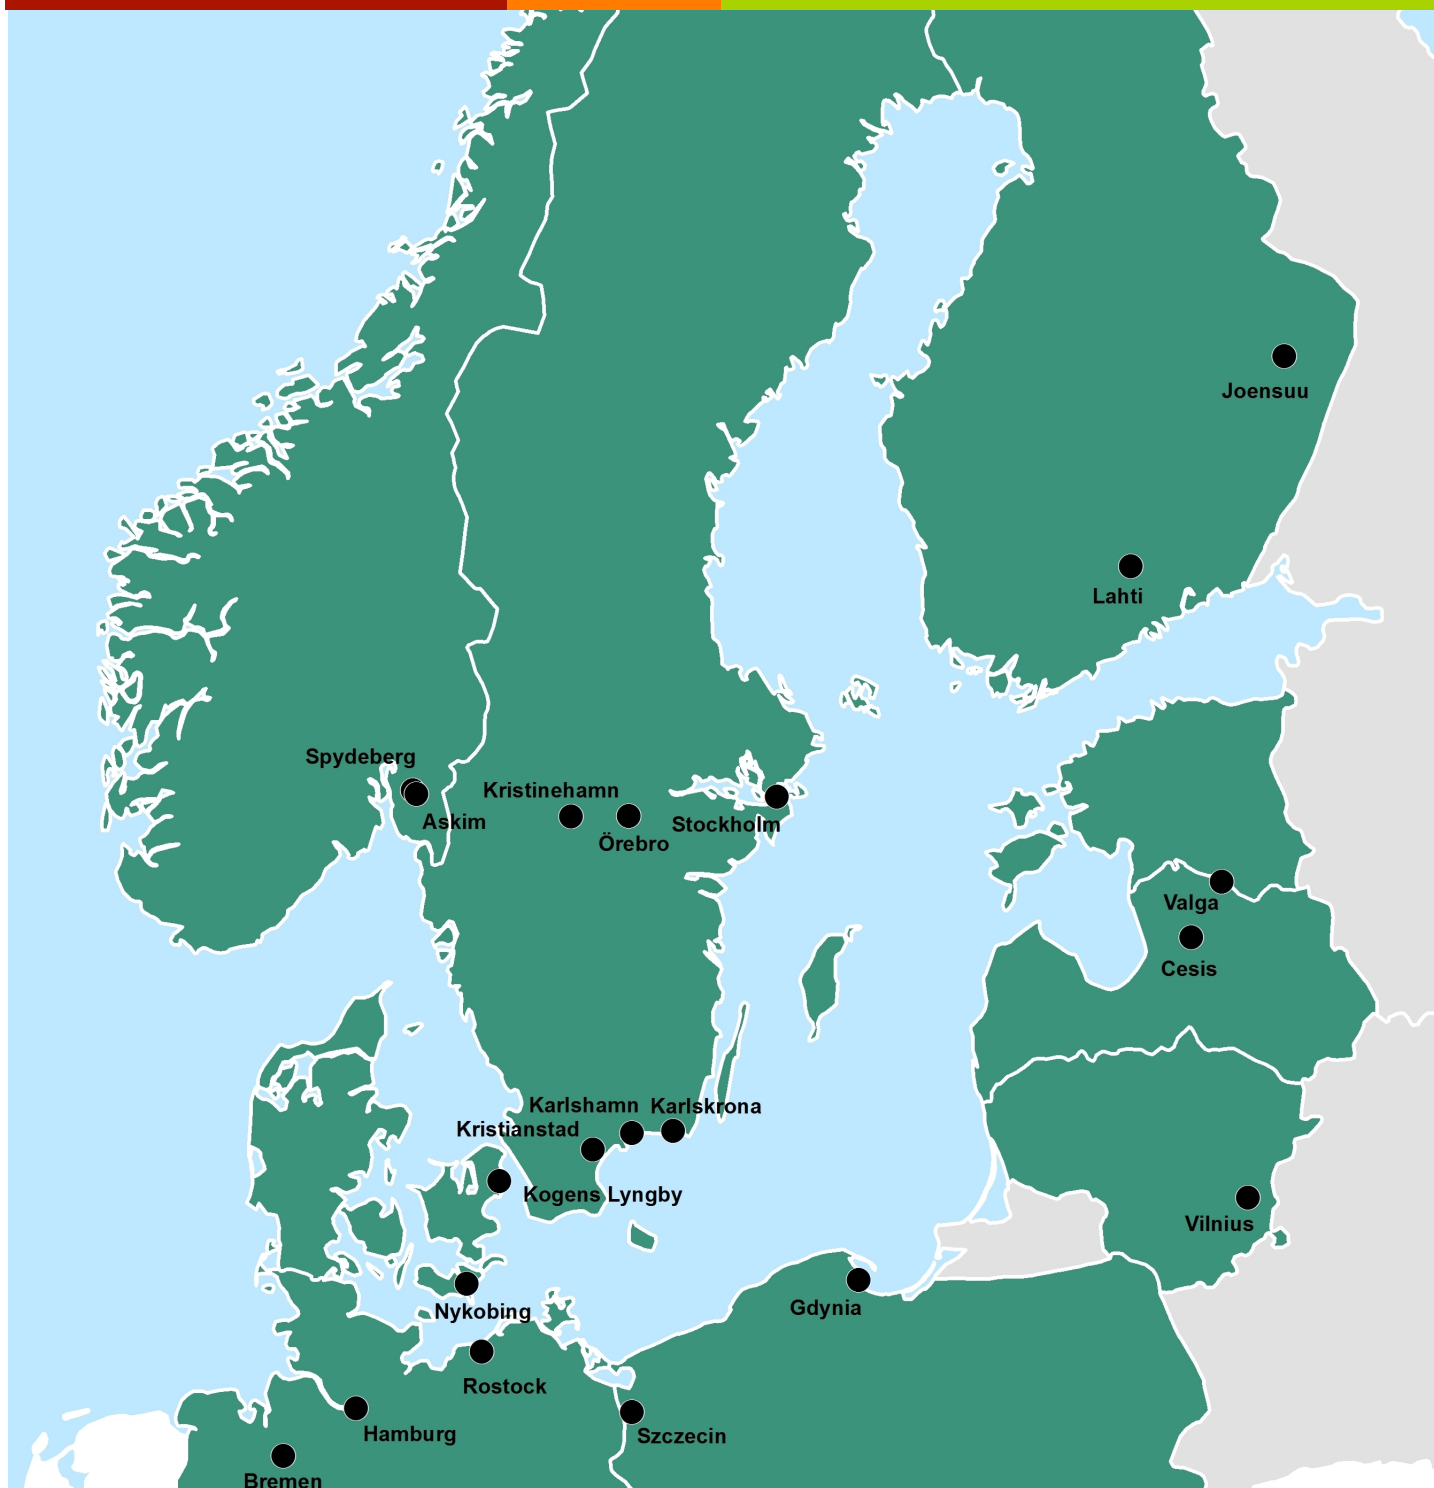 Joensuu
Lahti
Spydeberg
Kristinehamn
Askim
Stockholm
Örebro
Valga
Cesis
Karlshamn
Karlskrona
Kristianstad
Kogens Lyngby
Vilnius
Nykobing
Gdynia
Rostock
Hamburg
Szczecin
Bremen